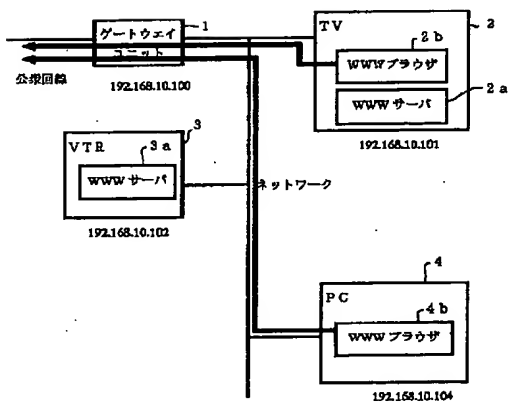 ゲートウェイ
ユニット
1
公衆回線
192.168.10.100
TV
2
2b
WWWブラウザ
2a
WWWサーバ
192.168.10.101
VTR
3
3a
WWWサーバ
192.168.10.102
ネットワーク
4
PC
4b
WWWブラウザ
192.168.10.104